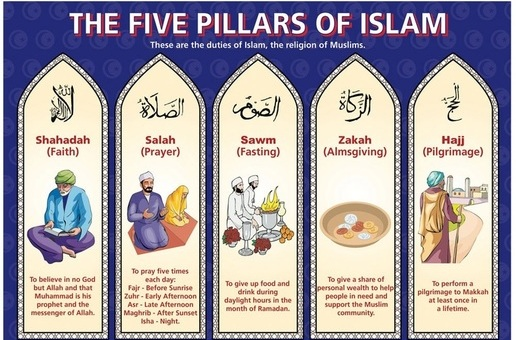 THE FIVE PILLARS OF ISLAM
These are the duties of Islam, the religion of Muslims.
الصلاة
الصوم
الزكاة
الحج
Shahadah
(Faith)
Salah
(Prayer)
Sawm
(Fasting)
Zakah
(Almsgiving)
Hajj
(Pilgrimage)
To believe in no God
but Allah and that
Muhammad is his
prophet and the
messenger of Allah.
To pray five times
each day:
Fajr - Before Sunrise
Zuhr - Early Afternoon
Asr - Late Afternoon
Maghrib - After Sunset
Isha - Night.
To give up food and
drink during
daylight hours in the
month of Ramadan.
To give a share of
personal wealth to help
people in need and
support the Muslim
community.
To perform a
pilgrimage to Makkah
at least once in
a lifetime.